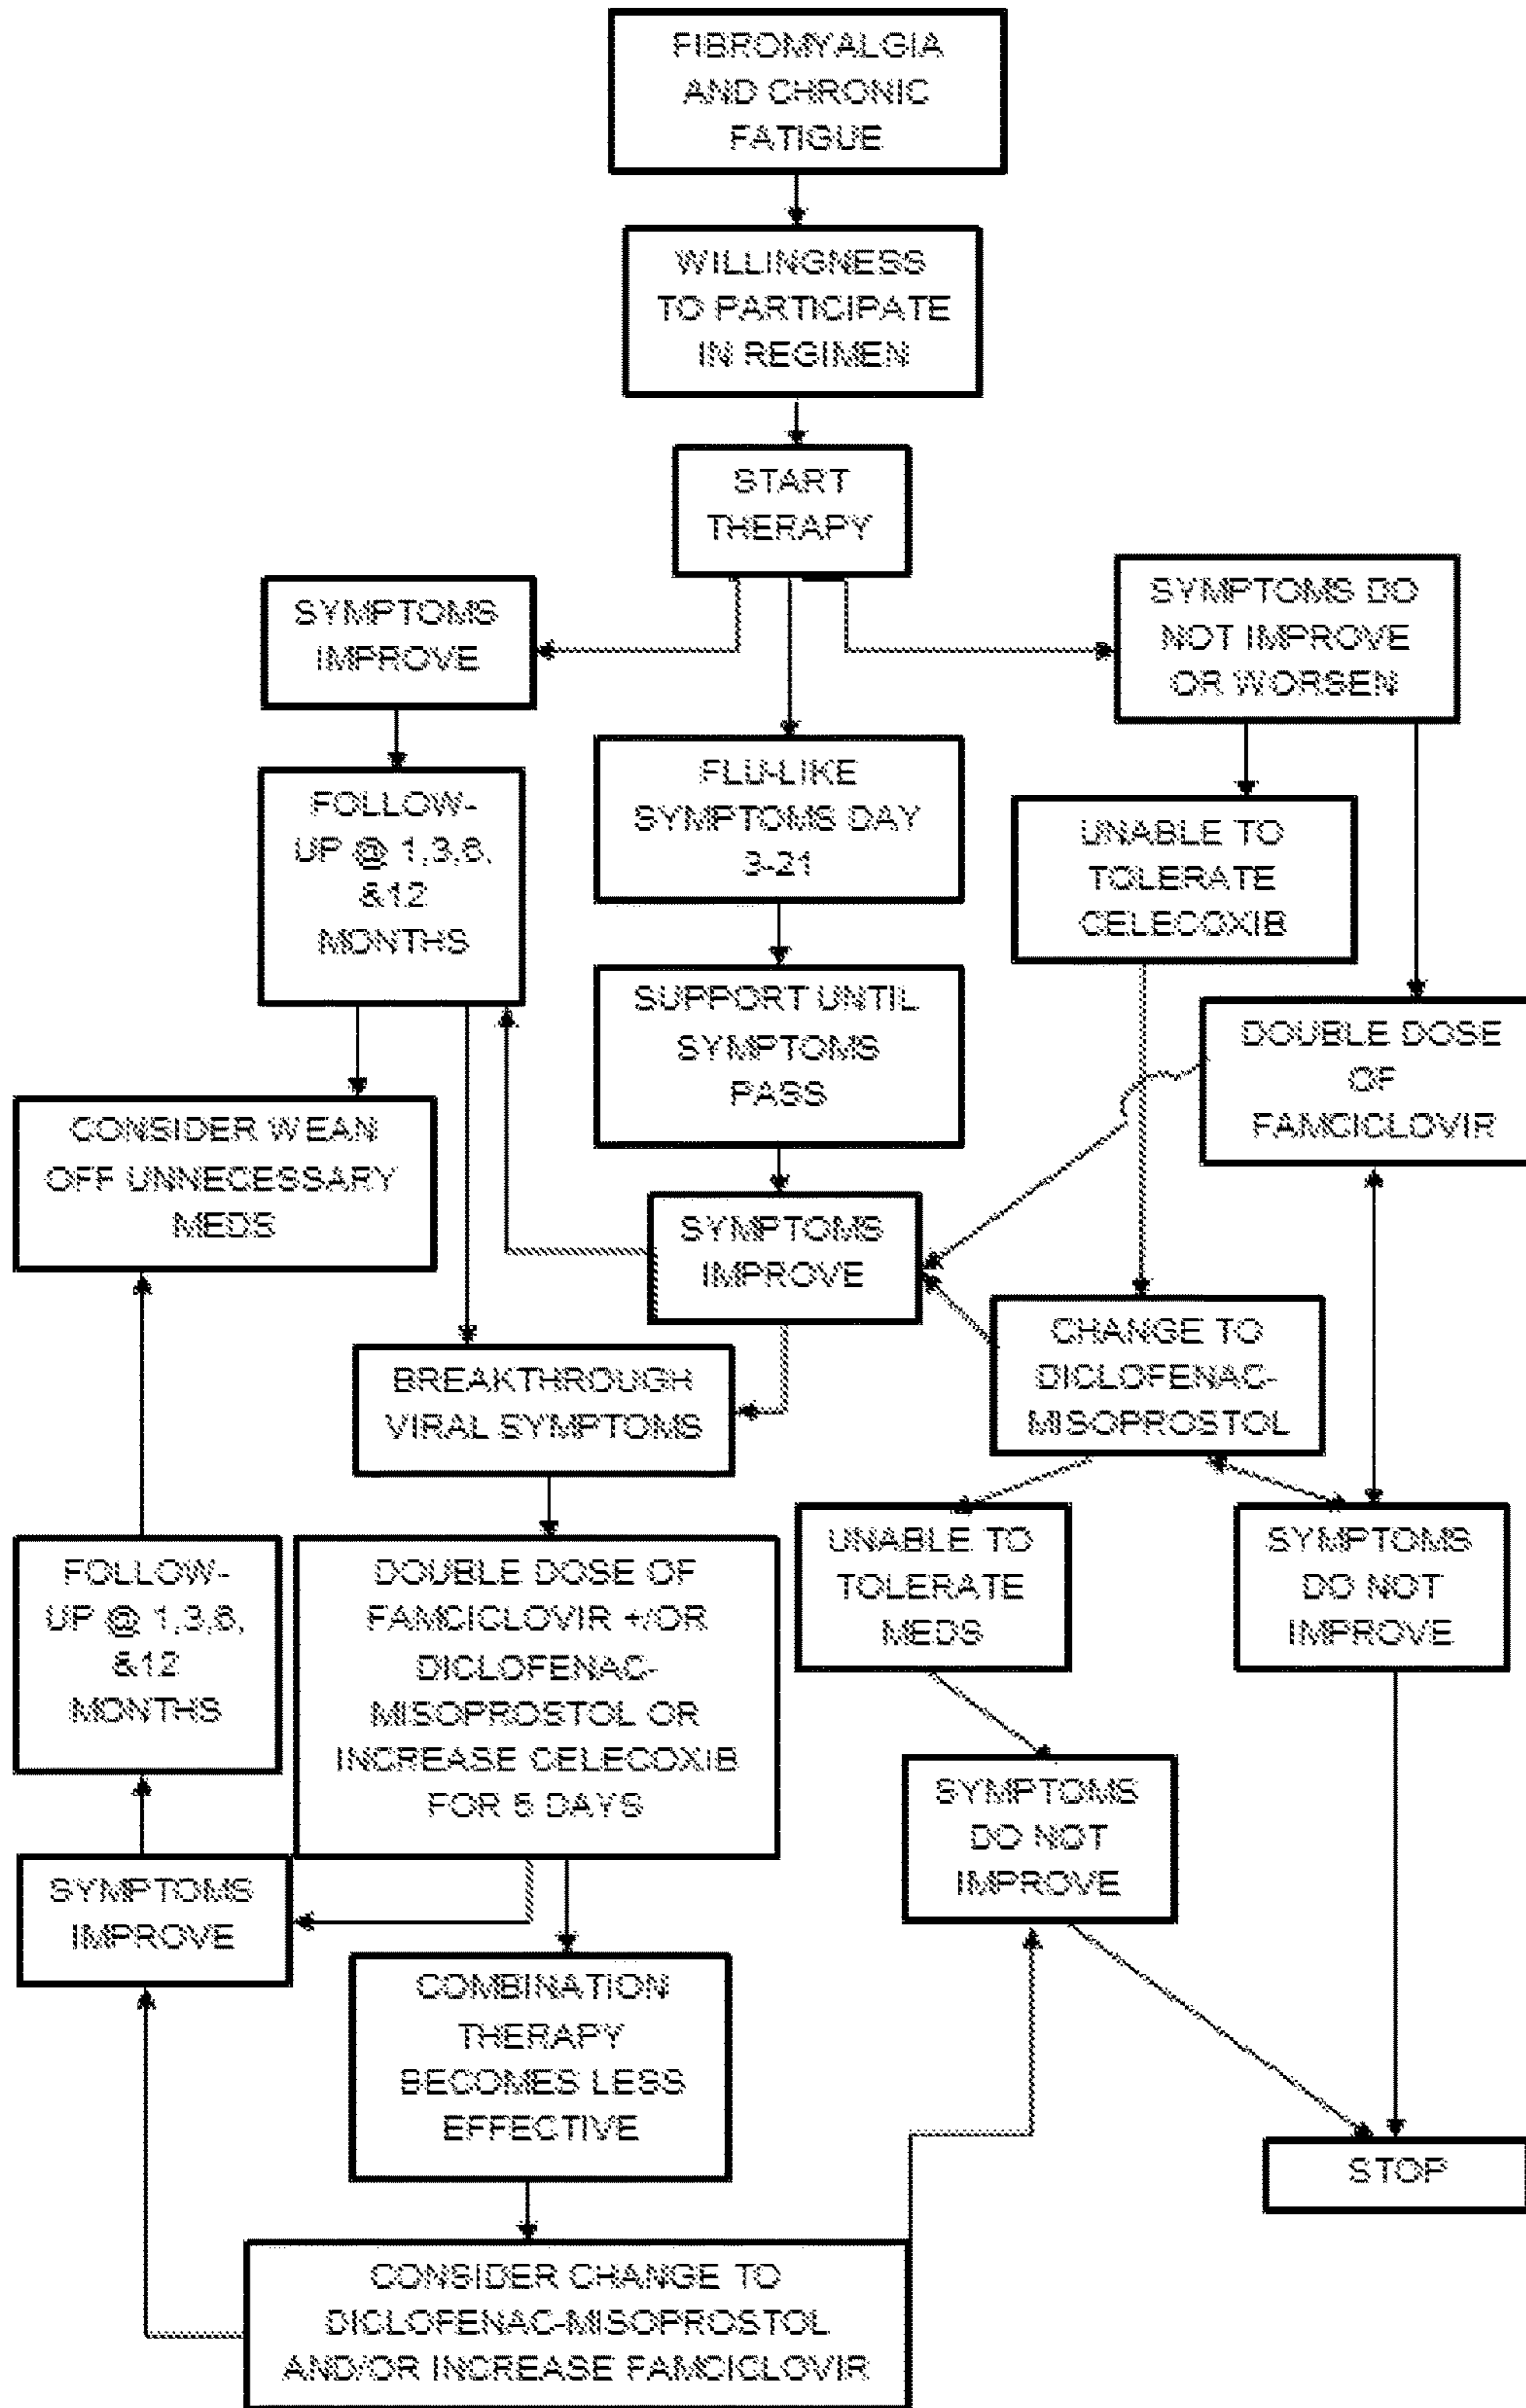 FIBROMYALGIA
AND CHRONIC
FATIGUE
WILLINGNESS
TO PARTICIPATE
IN REGIMEN
START
THERAPY
SYMPTOMS
IMPROVE
SYMPTOMS DO
NOT IMPROVE
OR WORSEN
FOLLOW-
UP @ 1,3,6,
&12
MONTHS
FLU-LIKE
SYMPTOMS DAY
3-21
UNABLE TO
TOLERATE
CELECOXIB
SUPPORT UNTIL
SYMPTOMS
PASS
DOUBLE DOSE
OF
FAMCICLOVIR
CONSIDER WEAN
OFF UNNECESSARY
MEDS
SYMPTOMS
IMPROVE
CHANGE TO
DICLOFENAC-
MISOPROSTOL
BREAKTHROUGH
VIRAL SYMPTOMS
UNABLE TO
TOLERATE
MEDS
SYMPTOMS
DO NOT
IMPROVE
FOLLOW-
UP @ 1,3,6,
&12
MONTHS
DOUBLE DOSE OF
FAMCICLOVIR +/OR
DICLOFENAC-
MISOPROSTOL OR
INCREASE CELECOXIB
FOR 5 DAYS
SYMPTOMS
DO NOT
IMPROVE
SYMPTOMS
IMPROVE
COMBINATION
THERAPY
BECOMES LESS
EFFECTIVE
STOP
CONSIDER CHANGE TO
DICLOFENAC-MISOPROSTOL
AND/OR INCREASE FAMCICLOVIR